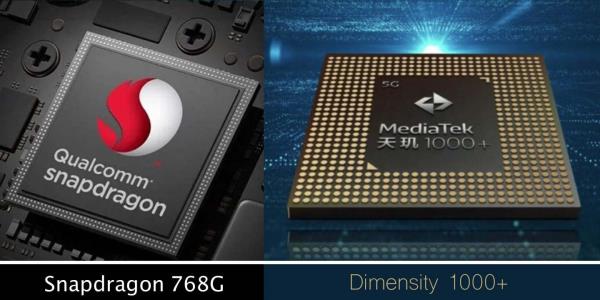 Qualcomm
snapdragon
5G
MediaTek
天玑 1000+
Snapdragon 768G
Dimensity 1000+